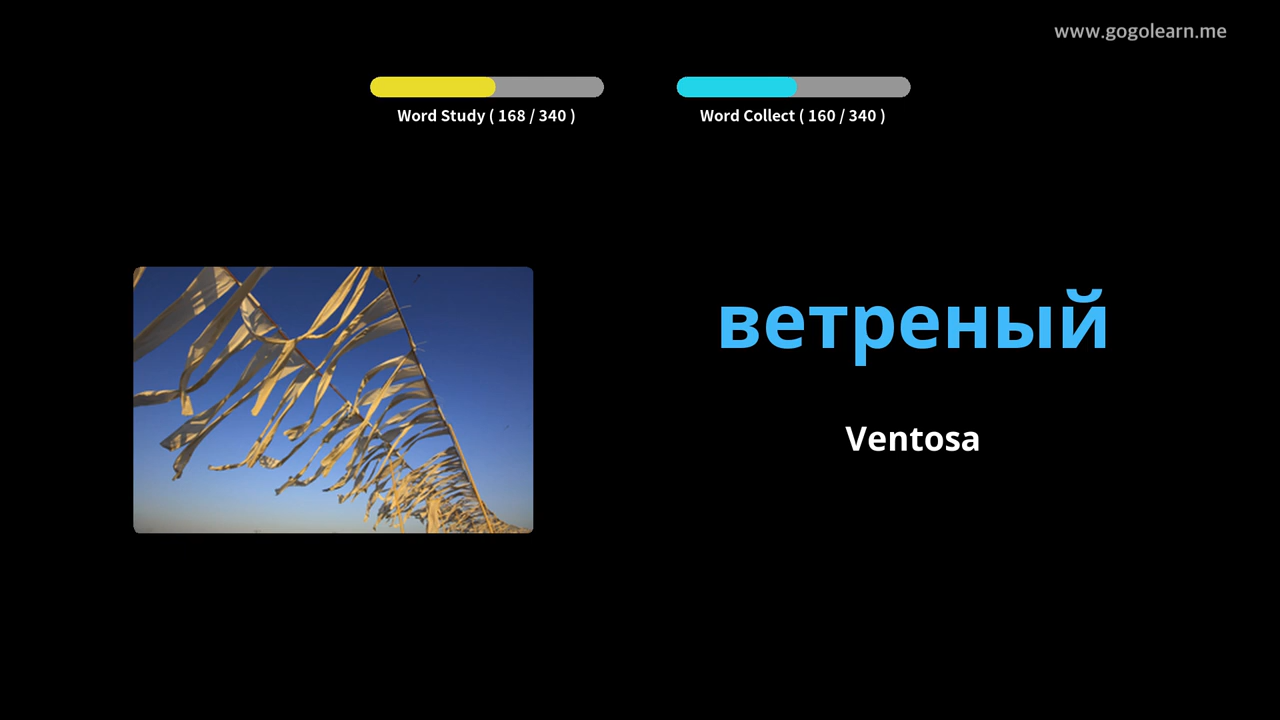 www.gogolearn.me
Word Study ( 168 / 340 )
Word Collect ( 160 / 340 )
ветреный
Ventosa